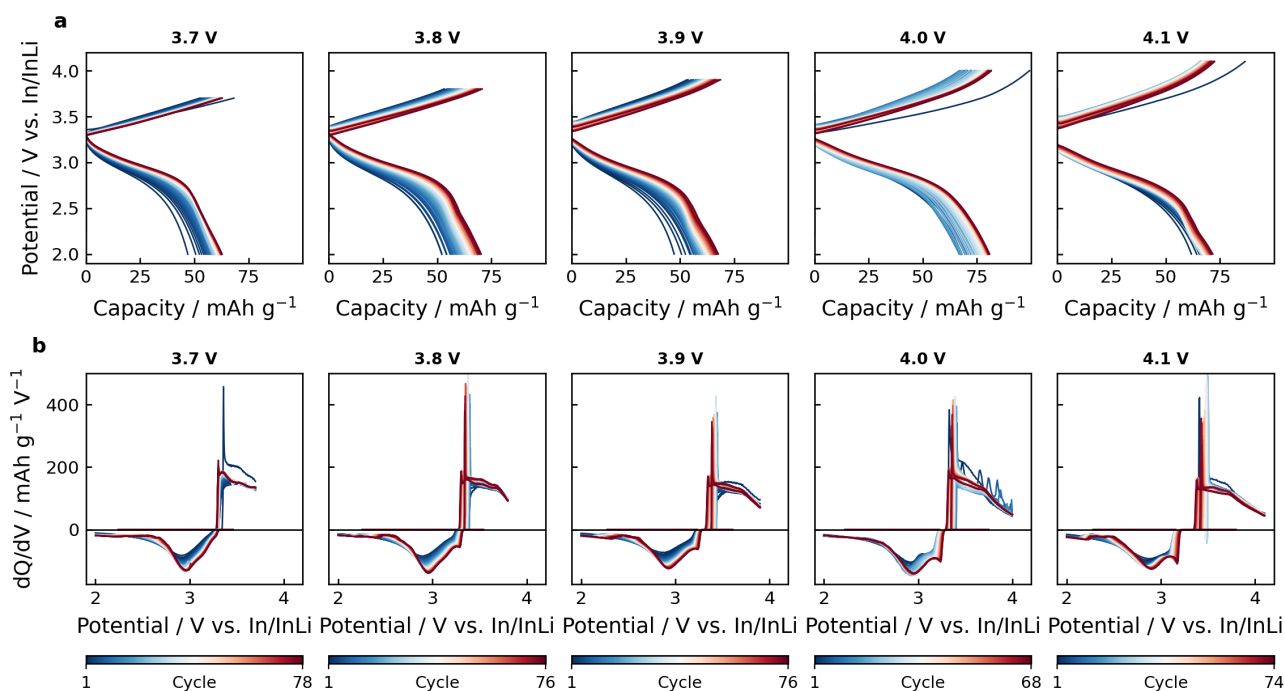 a
3.7 V 3.8 V 3.9 V 4.0 V 4.1 V
Potential / V vs. In/InLi
4.0
3.5
3.0
2.5
2.0
0 25 50 75 0 25 50 75 0 25 50 75 0 25 50 75 0 25 50 75
Capacity / mAh g⁻¹ Capacity / mAh g⁻¹ Capacity / mAh g⁻¹ Capacity / mAh g⁻¹ Capacity / mAh g⁻¹
b
3.7 V 3.8 V 3.9 V 4.0 V 4.1 V
dQ/dV / mAh g⁻¹ V⁻¹
400
200
0
2 3 4 2 3 4 2 3 4 2 3 4 2 3 4
Potential / V vs. In/InLi Potential / V vs. In/InLi Potential / V vs. In/InLi Potential / V vs. In/InLi Potential / V vs. In/InLi
1 Cycle 78 1 Cycle 76 1 Cycle 76 1 Cycle 68 1 Cycle 74